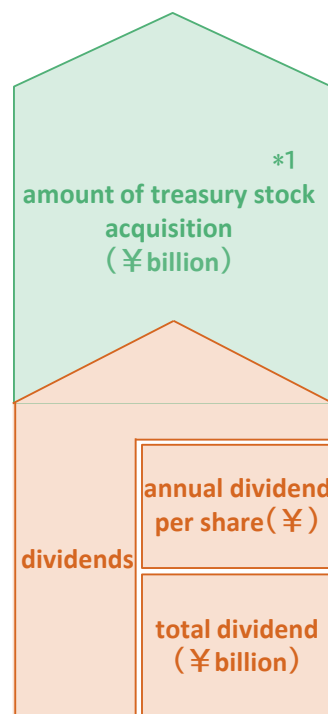 *1
amount of treasury stock
acquisition
（￥billion）
annual dividend
per share(￥)
dividends
total dividend
（￥billion）